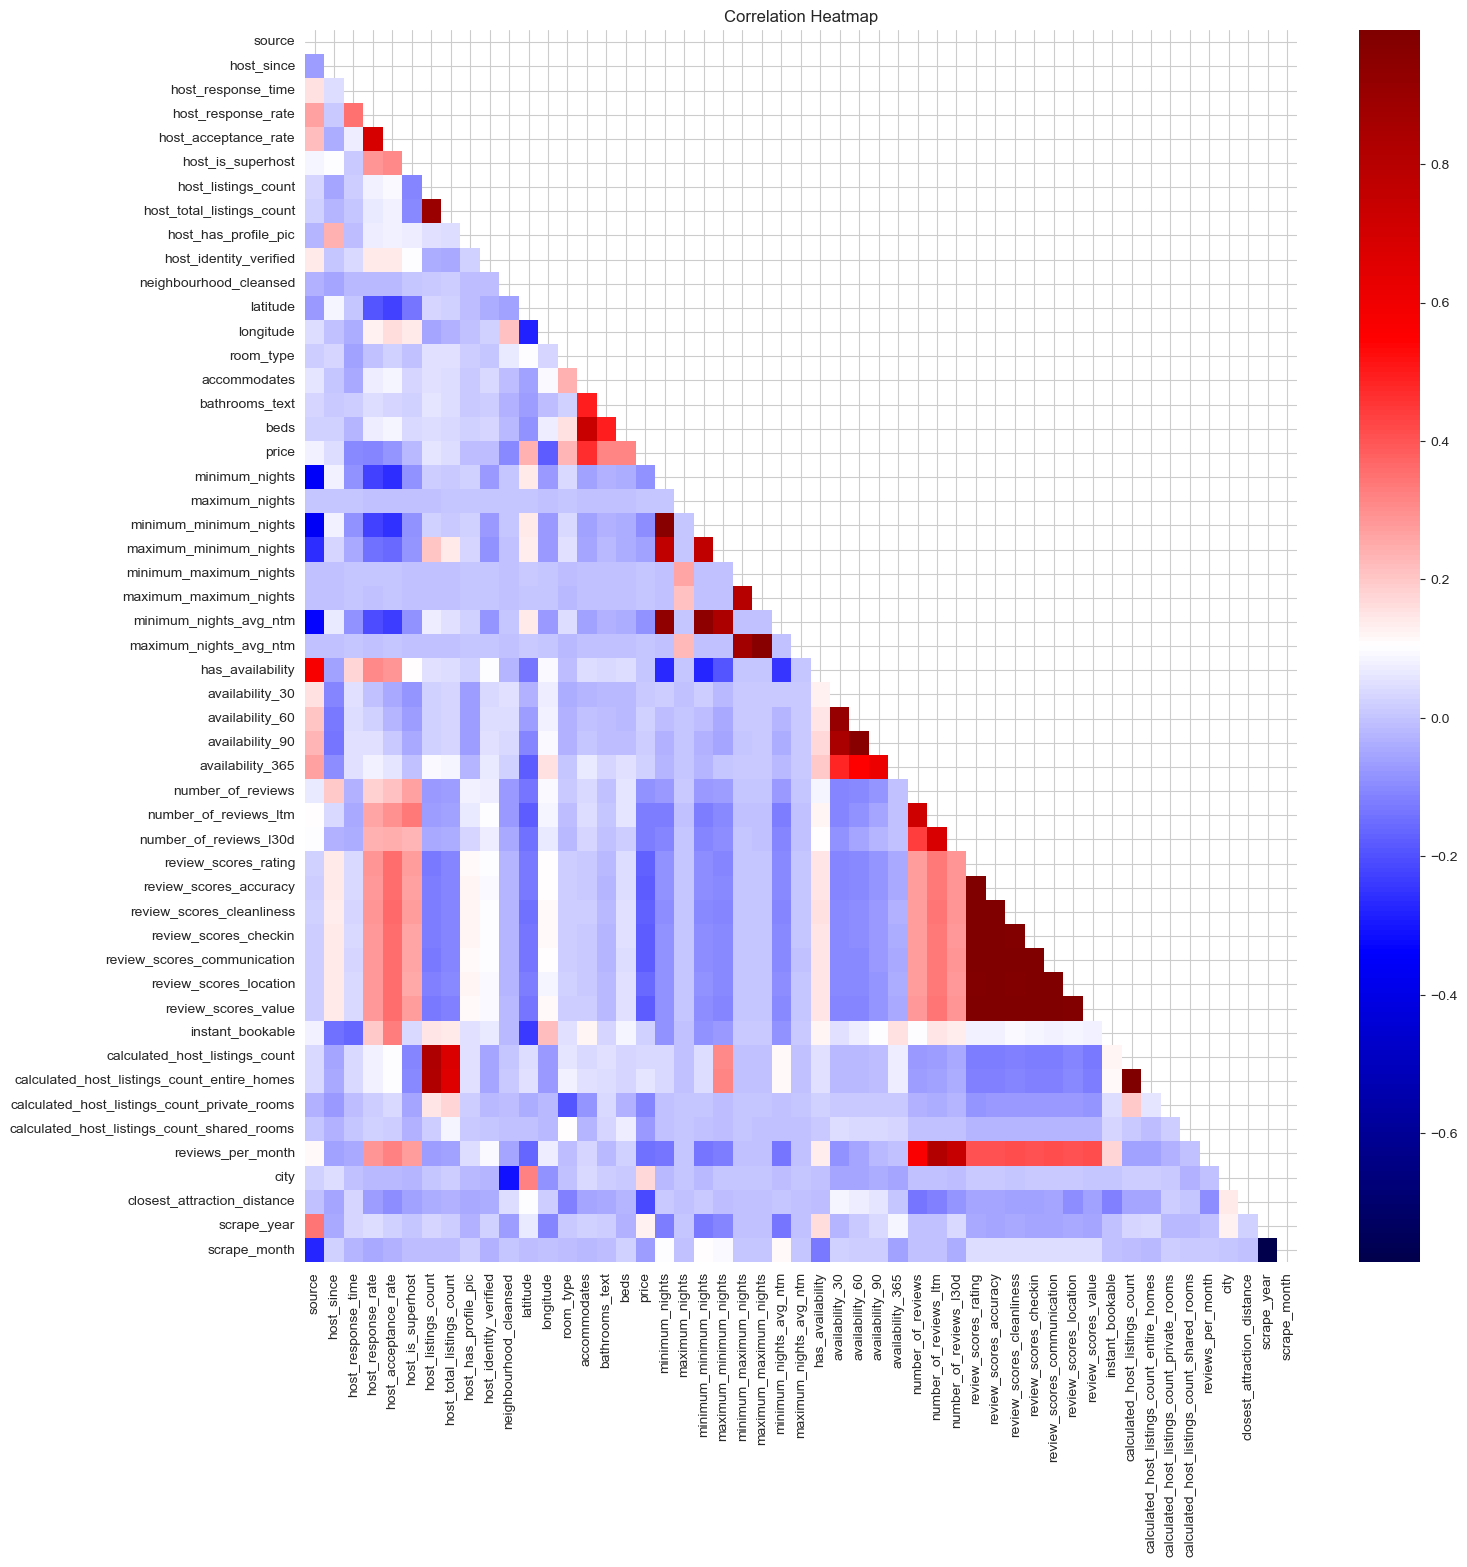 Correlation Heatmap
source
host_since
host_response_time
host_response_rate
host_acceptance_rate
host_is_superhost
host_listings_count
host_total_listings_count
host_has_profile_pic
host_identity_verified
neighbourhood_cleansed
latitude
longitude
room_type
accommodates
bathrooms_text
beds
price
minimum_nights
maximum_nights
minimum_minimum_nights
maximum_minimum_nights
minimum_maximum_nights
maximum_maximum_nights
minimum_nights_avg_ntm
maximum_nights_avg_ntm
has_availability
availability_30
availability_60
availability_90
availability_365
number_of_reviews
number_of_reviews_ltm
number_of_reviews_l30d
review_scores_rating
review_scores_accuracy
review_scores_cleanliness
review_scores_checkin
review_scores_communication
review_scores_location
review_scores_value
instant_bookable
calculated_host_listings_count
calculated_host_listings_count_entire_homes
calculated_host_listings_count_private_rooms
calculated_host_listings_count_shared_rooms
reviews_per_month
city
closest_attraction_distance
scrape_year
scrape_month
source
host_since
host_response_time
host_response_rate
host_acceptance_rate
host_is_superhost
host_listings_count
host_total_listings_count
host_has_profile_pic
host_identity_verified
neighbourhood_cleansed
latitude
longitude
room_type
accommodates
bathrooms_text
beds
price
minimum_nights
maximum_nights
minimum_minimum_nights
maximum_minimum_nights
minimum_maximum_nights
maximum_maximum_nights
minimum_nights_avg_ntm
maximum_nights_avg_ntm
has_availability
availability_30
availability_60
availability_90
availability_365
number_of_reviews
number_of_reviews_ltm
number_of_reviews_l30d
review_scores_rating
review_scores_accuracy
review_scores_cleanliness
review_scores_checkin
review_scores_communication
review_scores_location
review_scores_value
instant_bookable
calculated_host_listings_count
calculated_host_listings_count_entire_homes
calculated_host_listings_count_private_rooms
calculated_host_listings_count_shared_rooms
reviews_per_month
city
closest_attraction_distance
scrape_year
scrape_month
0.8
0.6
0.4
0.2
0.0
−0.2
−0.4
−0.6